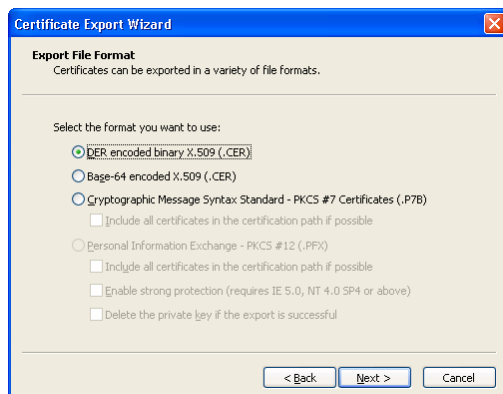 Certificate Export Wizard
Export File Format
Certificates can be exported in a variety of file formats.
Select the format you want to use:
DER encoded binary X.509 (.CER)
Base-64 encoded X.509 (.CER)
Cryptographic Message Syntax Standard - PKCS #7 Certificates (.P7B)
Include all certificates in the certification path if possible
Personal Information Exchange - PKCS #12 (.PFX)
Include all certificates in the certification path if possible
Enable strong protection (requires IE 5.0, NT 4.0 SP4 or above)
Delete the private key if the export is successful
< Back Next > Cancel